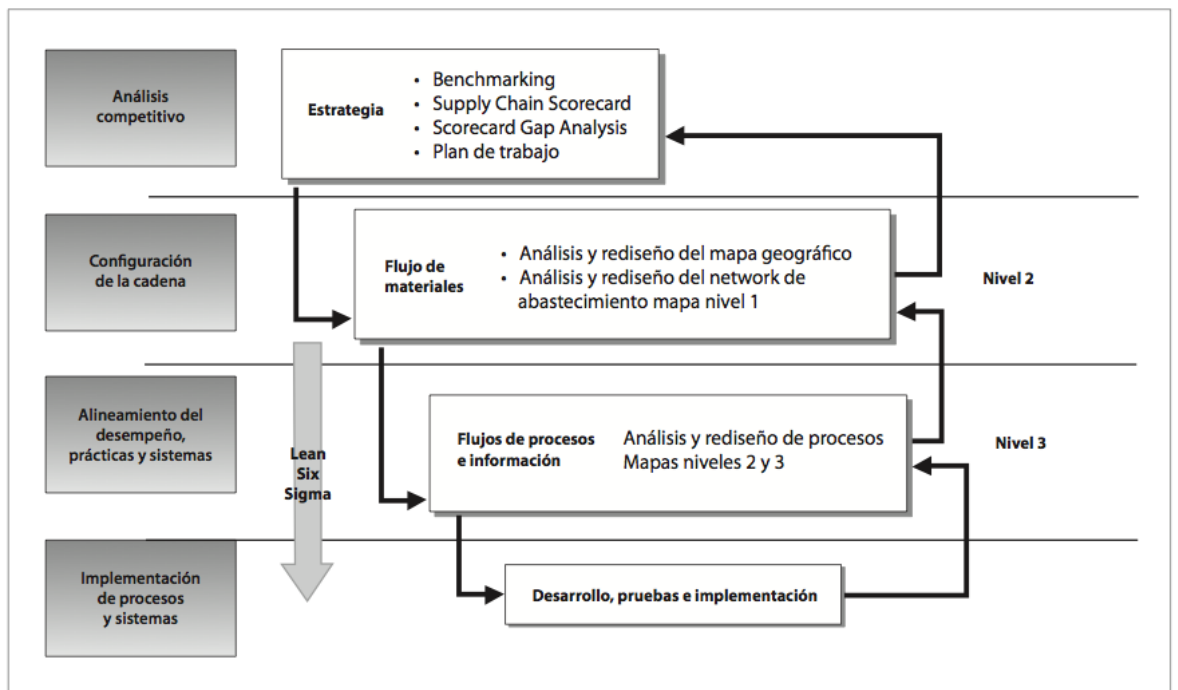 Análisis
competitivo
Estrategia
• Benchmarking
• Supply Chain Scorecard
• Scorecard Gap Analysis
• Plan de trabajo
Configuración
de la cadena
Flujo de
materiales
• Análisis y rediseño del mapa geográfico
• Análisis y rediseño del network de
abastecimiento mapa nivel 1
Nivel 2
Alineamiento del
desempeño,
prácticas y sistemas
Lean
Six
Sigma
Flujos de procesos
e información
Análisis y rediseño de procesos
Mapas niveles 2 y 3
Nivel 3
Implementación
de procesos
y sistemas
Desarrollo, pruebas e implementación